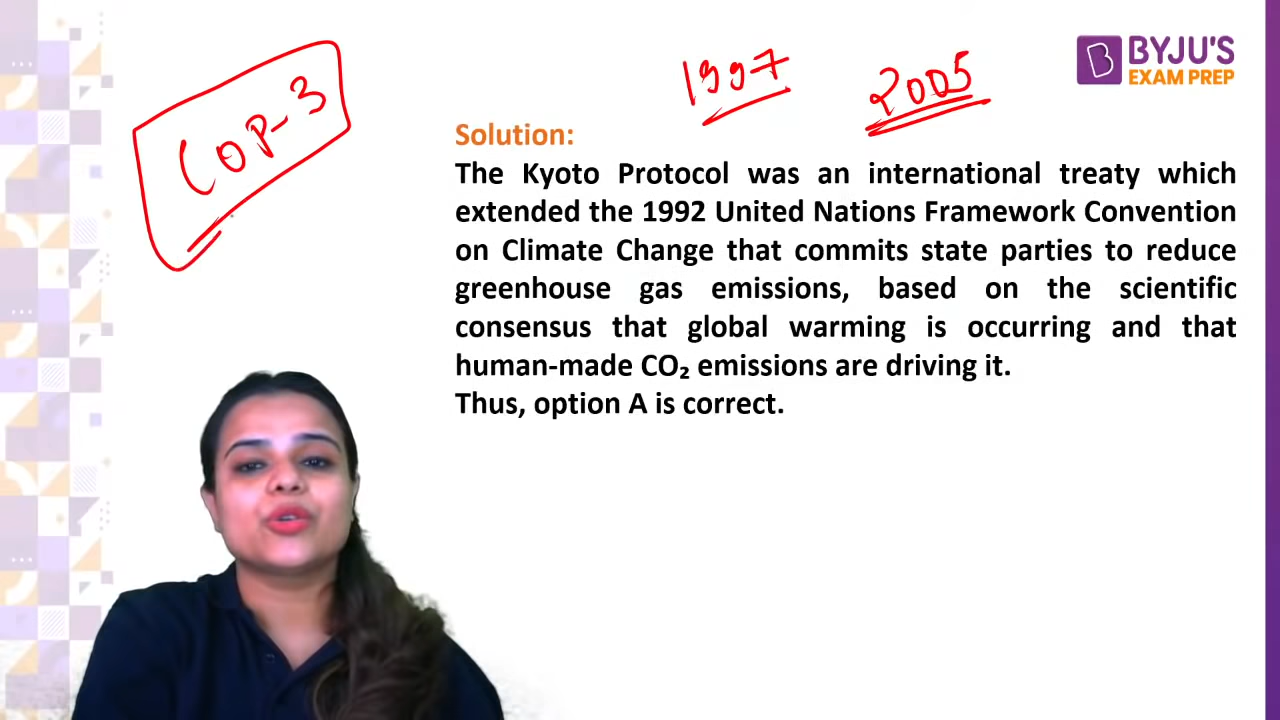 COP-3
1997
2005
BYJU'S
EXAM PREP
Solution:
The Kyoto Protocol was an international treaty which
extended the 1992 United Nations Framework Convention
on Climate Change that commits state parties to reduce
greenhouse gas emissions, based on the scientific
consensus that global warming is occurring and that
human-made CO₂ emissions are driving it.
Thus, option A is correct.